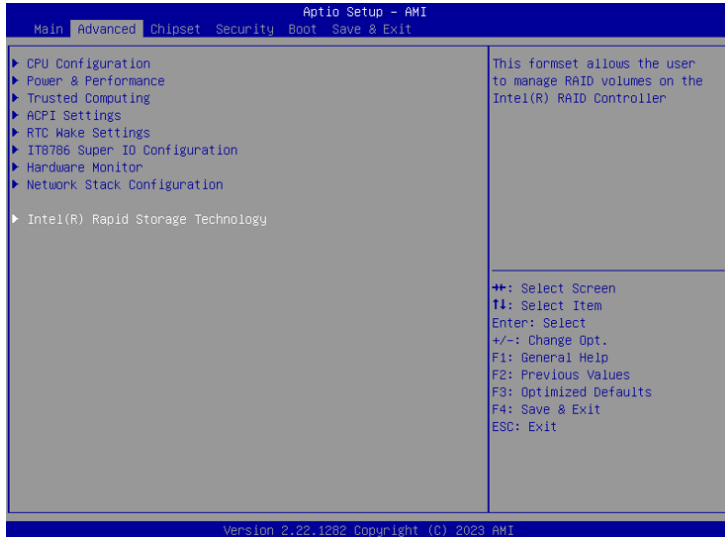 Aptio Setup – AMI
Main Advanced Chipset Security Boot Save & Exit
▶ CPU Configuration
▶ Power & Performance
▶ Trusted Computing
▶ ACPI Settings
▶ RTC Wake Settings
▶ IT8786 Super IO Configuration
▶ Hardware Monitor
▶ Network Stack Configuration
▶ Intel(R) Rapid Storage Technology
This formset allows the user
to manage RAID volumes on the
Intel(R) RAID Controller
→←: Select Screen
↑↓: Select Item
Enter: Select
+/-: Change Opt.
F1: General Help
F2: Previous Values
F3: Optimized Defaults
F4: Save & Exit
ESC: Exit
Version 2.22.1282 Copyright (C) 2023 AMI